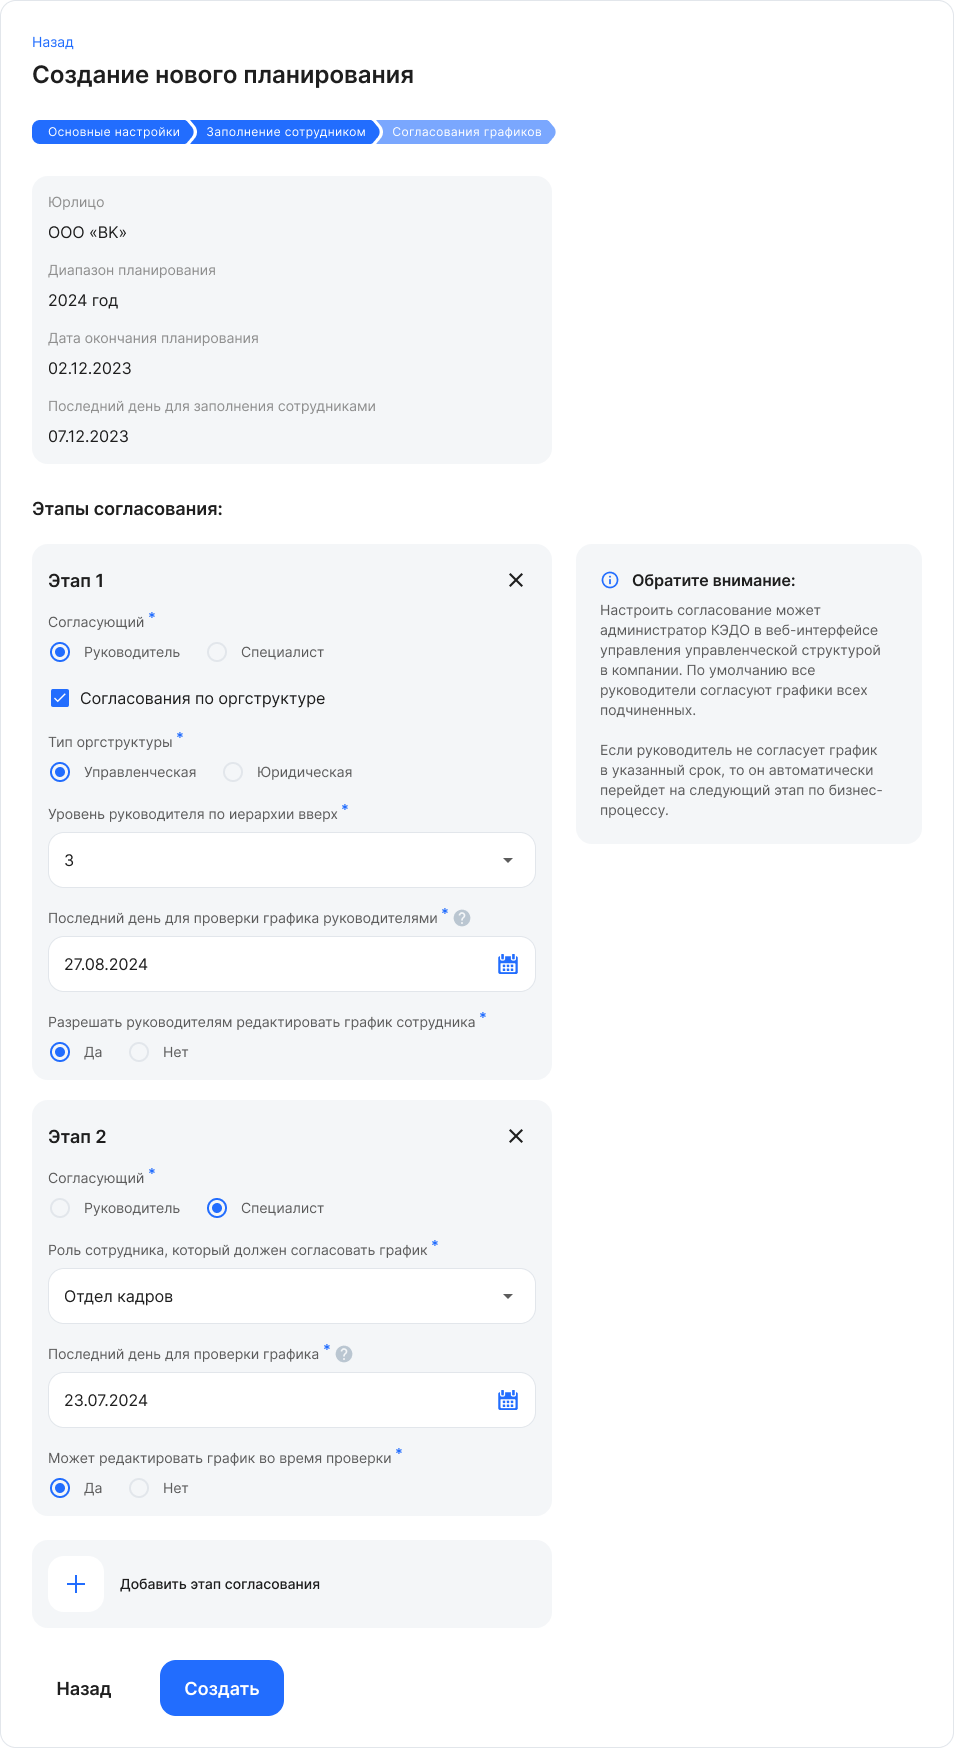 Назад
Создание нового планирования
Основные настройки
Заполнение сотрудником
Согласования графиков
Юрлицо
ООО «ВК»
Диапазон планирования
2024 год
Дата окончания планирования
02.12.2023
Последний день для заполнения сотрудниками
07.12.2023
Этапы согласования:
Этап 1
Согласующий *
Руководитель
Специалист
Согласования по оргструктуре
Тип оргструктуры *
Управленческая
Юридическая
Уровень руководителя по иерархии вверх *
3
Последний день для проверки графика руководителями * ?
27.08.2024
Разрешать руководителям редактировать график сотрудника *
Да
Нет
Обратите внимание:
Настроить согласование может
администратор КЭДО в веб-интерфейсе
управления управленческой структурой
в компании. По умолчанию все
руководители согласуют графики всех
подчиненных.
Если руководитель не согласует график
в указанный срок, то он автоматически
перейдет на следующий этап по бизнес-
процессу.
Этап 2
Согласующий *
Руководитель
Специалист
Роль сотрудника, который должен согласовать график *
Отдел кадров
Последний день для проверки графика * ?
23.07.2024
Может редактировать график во время проверки *
Да
Нет
Добавить этап согласования
Назад
Создать